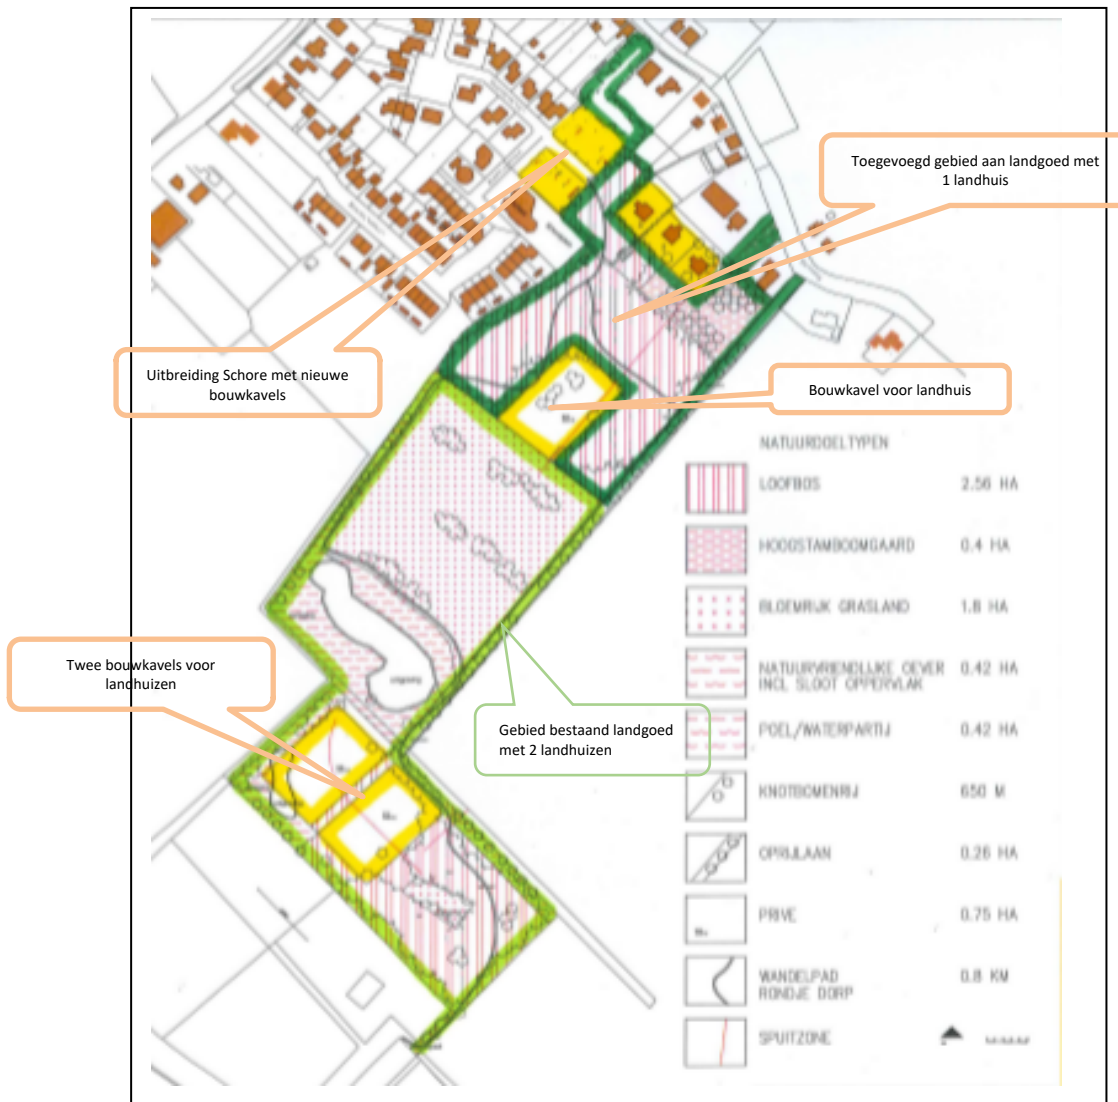 Toegevoegd gebied aan landgoed met
1 landhuis
Uitbreiding Schore met nieuwe
bouwkavels
Bouwkavel voor landhuis
Twee bouwkavels voor
landhuizen
Gebied bestaand landgoed
met 2 landhuizen
NATUURDOELTYPEN
LOOFBOS 2.56 HA
HOOGSTAMBOOMGAARD 0.4 HA
BLOEMRIJK GRASLAND 1.8 HA
NATUURVRIENDLIJKE OEVER 0.42 HA
INCL SLOOT OPPERVLAK
POEL/WATERPARTIJ 0.42 HA
KNOTBOMENRIJ 650 M
OPRIJLAAN 0.26 HA
PRIVE 0.75 HA
WANDELPAD 0.8 KM
RONDJE DORP
SPUITZONE